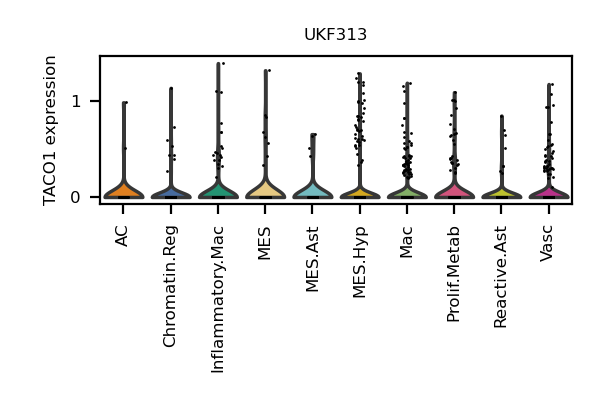 UKF313
TACO1 expression
1
0
AC
Chromatin.Reg
Inflammatory.Mac
MES
MES.Ast
MES.Hyp
Mac
Prolif.Metab
Reactive.Ast
Vasc